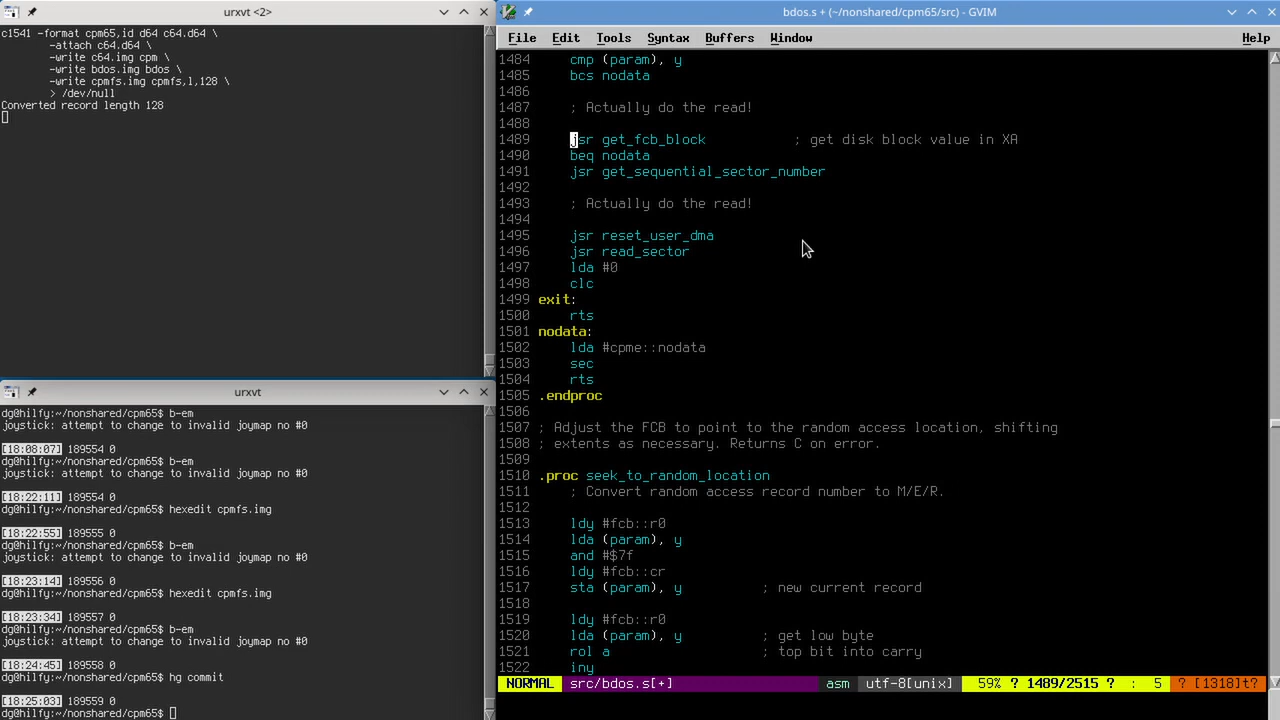 urxvt <2>
c1541 -format cpm65,id d64 c64.d64 \
-attach c64.d64 \
-write c64.img cpm \
-write bdos.img bdos \
-write cpmfs.img cpmfs,l,128 \
> /dev/null
Converted record length 128
urxvt
dg@hilfy:~/nonshared/cpm65$ b-em
joystick: attempt to change to invalid joymap no #0
[18:08:07] 189554 0
dg@hilfy:~/nonshared/cpm65$ b-em
joystick: attempt to change to invalid joymap no #0
[18:22:11] 189554 0
dg@hilfy:~/nonshared/cpm65$ hexedit cpmfs.img
[18:22:55] 189555 0
dg@hilfy:~/nonshared/cpm65$ b-em
joystick: attempt to change to invalid joymap no #0
[18:23:14] 189556 0
dg@hilfy:~/nonshared/cpm65$ hexedit cpmfs.img
[18:23:34] 189557 0
dg@hilfy:~/nonshared/cpm65$ b-em
joystick: attempt to change to invalid joymap no #0
[18:24:45] 189558 0
dg@hilfy:~/nonshared/cpm65$ hg commit
[18:25:03] 189559 0
dg@hilfy:~/nonshared/cpm65$
bdos.s + (~/nonshared/cpm65/src) - GVIM
File Edit Tools Syntax Buffers Window Help
1484 cmp (param), y
1485 bcs nodata
1486
1487 ; Actually do the read!
1488
1489 jsr get_fcb_block ; get disk block value in XA
1490 beq nodata
1491 jsr get_sequential_sector_number
1492
1493 ; Actually do the read!
1494
1495 jsr reset_user_dma
1496 jsr read_sector
1497 lda #0
1498 clc
1499 exit:
1500 rts
1501 nodata:
1502 lda #cpme::nodata
1503 sec
1504 rts
1505 .endproc
1506
1507 ; Adjust the FCB to point to the random access location, shifting
1508 ; extents as necessary. Returns C on error.
1509
1510 .proc seek_to_random_location
1511 ; Convert random access record number to M/E/R.
1512
1513 ldy #fcb::r0
1514 lda (param), y
1515 and #$7f
1516 ldy #fcb::cr
1517 sta (param), y ; new current record
1518
1519 ldy #fcb::r0
1520 lda (param), y ; get low byte
1521 rol a ; top bit into carry
1522 iny
NORMAL src/bdos.s[+] asm utf-8[unix] 59% ? 1489/2515 ? : 5 ? [1318]t?